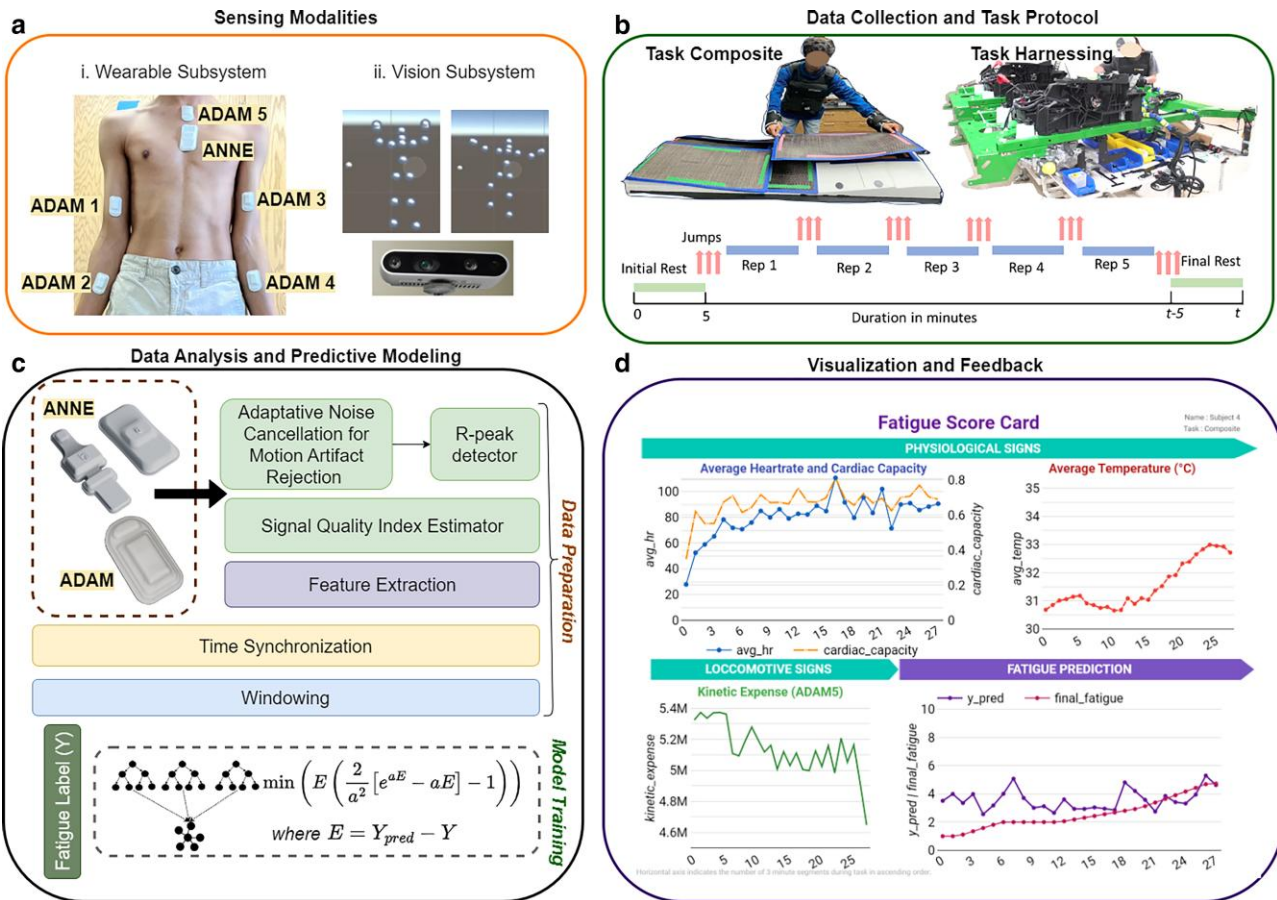 a
Sensing Modalities
i. Wearable Subsystem
ii. Vision Subsystem
ADAM 5
ANNE
ADAM 1
ADAM 3
ADAM 2
ADAM 4
b
Data Collection and Task Protocol
Task Composite
Task Harnessing
Jumps
Initial Rest
Rep 1
Rep 2
Rep 3
Rep 4
Rep 5
Final Rest
0
5
Duration in minutes
t-5
t
c
Data Analysis and Predictive Modeling
ANNE
ADAM
Adaptative Noise
Cancellation for
Motion Artifact
Rejection
R-peak
detector
Signal Quality Index Estimator
Feature Extraction
Time Synchronization
Windowing
Data Preparation
Fatigue Label (Y)
min(E(2/a²[e^{aE} − aE] − 1))
where E = Y_{pred} − Y
Model Training
d
Visualization and Feedback
Fatigue Score Card
Name : Subject 4
Task : Composite
PHYSIOLOGICAL SIGNS
Average Heartrate and Cardiac Capacity
avg_hr
100
80
60
40
20
0
0.8
0.6
0.4
0.2
0
cardiac_capacity
0 3 6 9 12 15 18 21 24 27
avg_hr cardiac_capacity
Average Temperature (°C)
avg_temp
35
34
33
32
31
30
0 5 10 15 20 25
LOCCOMOTIVE SIGNS
Kinetic Expense (ADAM5)
kinetic_expense
5.4M
5.2M
5M
4.8M
4.6M
0 5 10 15 20 25
FATIGUE PREDICTION
y_pred final_fatigue
y_pred | final_fatigue
10
8
6
4
2
0
0 3 6 9 12 15 18 21 24 27
Horizontal axis indicates the number of 3 minute segments during task in ascending order.